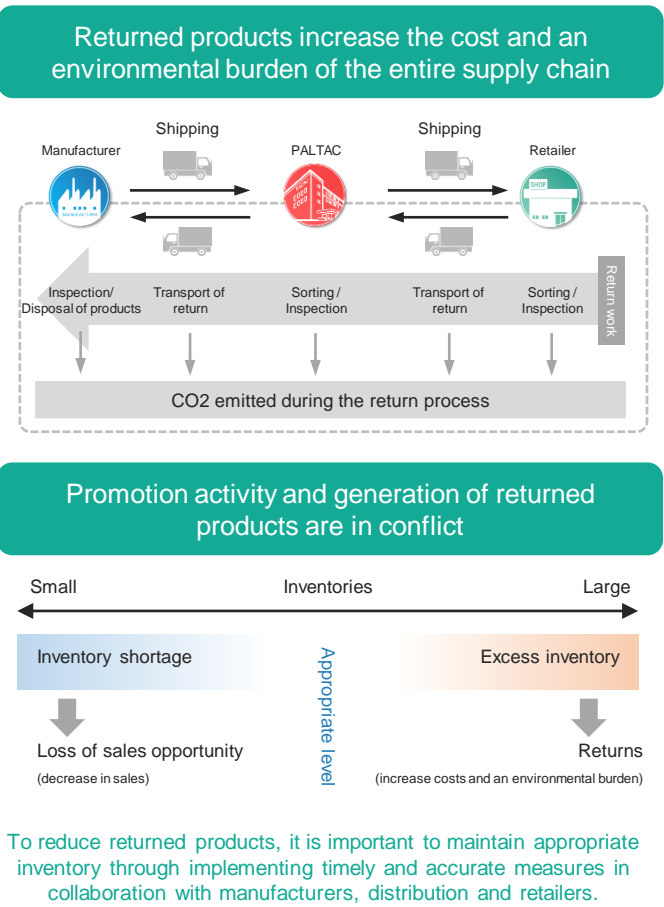 Returned products increase the cost and an
environmental burden of the entire supply chain
Shipping
Shipping
Manufacturer
PALTAC
Retailer
MANUFACTURER
SHOP
Return work
Inspection/
Disposal of products
Transport of
return
Sorting /
Inspection
Transport of
return
Sorting /
Inspection
CO2 emitted during the return process
Promotion activity and generation of returned
products are in conflict
Small
Inventories
Large
Inventory shortage
Appropriate level
Excess inventory
Loss of sales opportunity
(decrease in sales)
Returns
(increase costs and an environmental burden)
To reduce returned products, it is important to maintain appropriate
inventory through implementing timely and accurate measures in
collaboration with manufacturers, distribution and retailers.